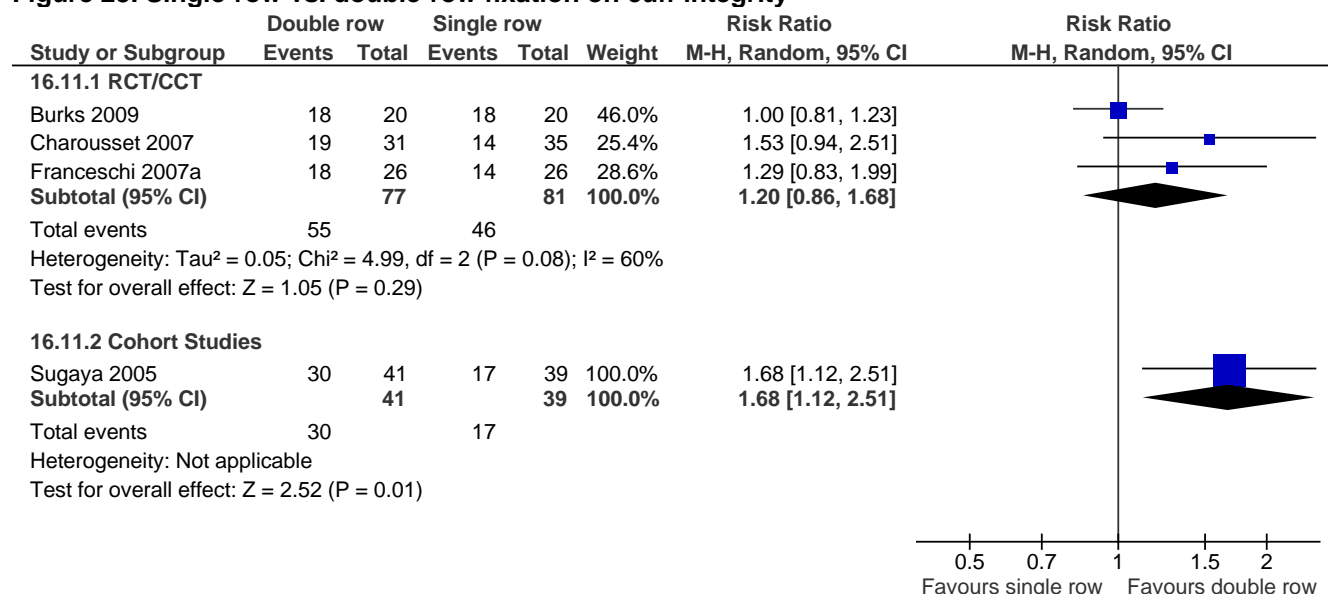 Figure Single row vs. double row fixation on cuff integrity
Double row Single row Risk Ratio Risk Ratio
Study or Subgroup Events Total Events Total Weight M-H, Random, 95% CI M-H, Random, 95% CI
16.11.1 RCT/CCT
Burks 2009 18 20 18 20 46.0% 1.00 [0.81, 1.23]
Charousset 2007 19 31 14 35 25.4% 1.53 [0.94, 2.51]
Franceschi 2007a 18 26 14 26 28.6% 1.29 [0.83, 1.99]
Subtotal (95% CI) 77 81 100.0% 1.20 [0.86, 1.68]
Total events 55 46
Heterogeneity: Tau² = 0.05; Chi² = 4.99, df = 2 (P = 0.08); I² = 60%
Test for overall effect: Z = 1.05 (P = 0.29)
16.11.2 Cohort Studies
Sugaya 2005 30 41 17 39 100.0% 1.68 [1.12, 2.51]
Subtotal (95% CI) 41 39 100.0% 1.68 [1.12, 2.51]
Total events 30 17
Heterogeneity: Not applicable
Test for overall effect: Z = 2.52 (P = 0.01)
0.5 0.7 1 1.5 2
Favours single row Favours double row